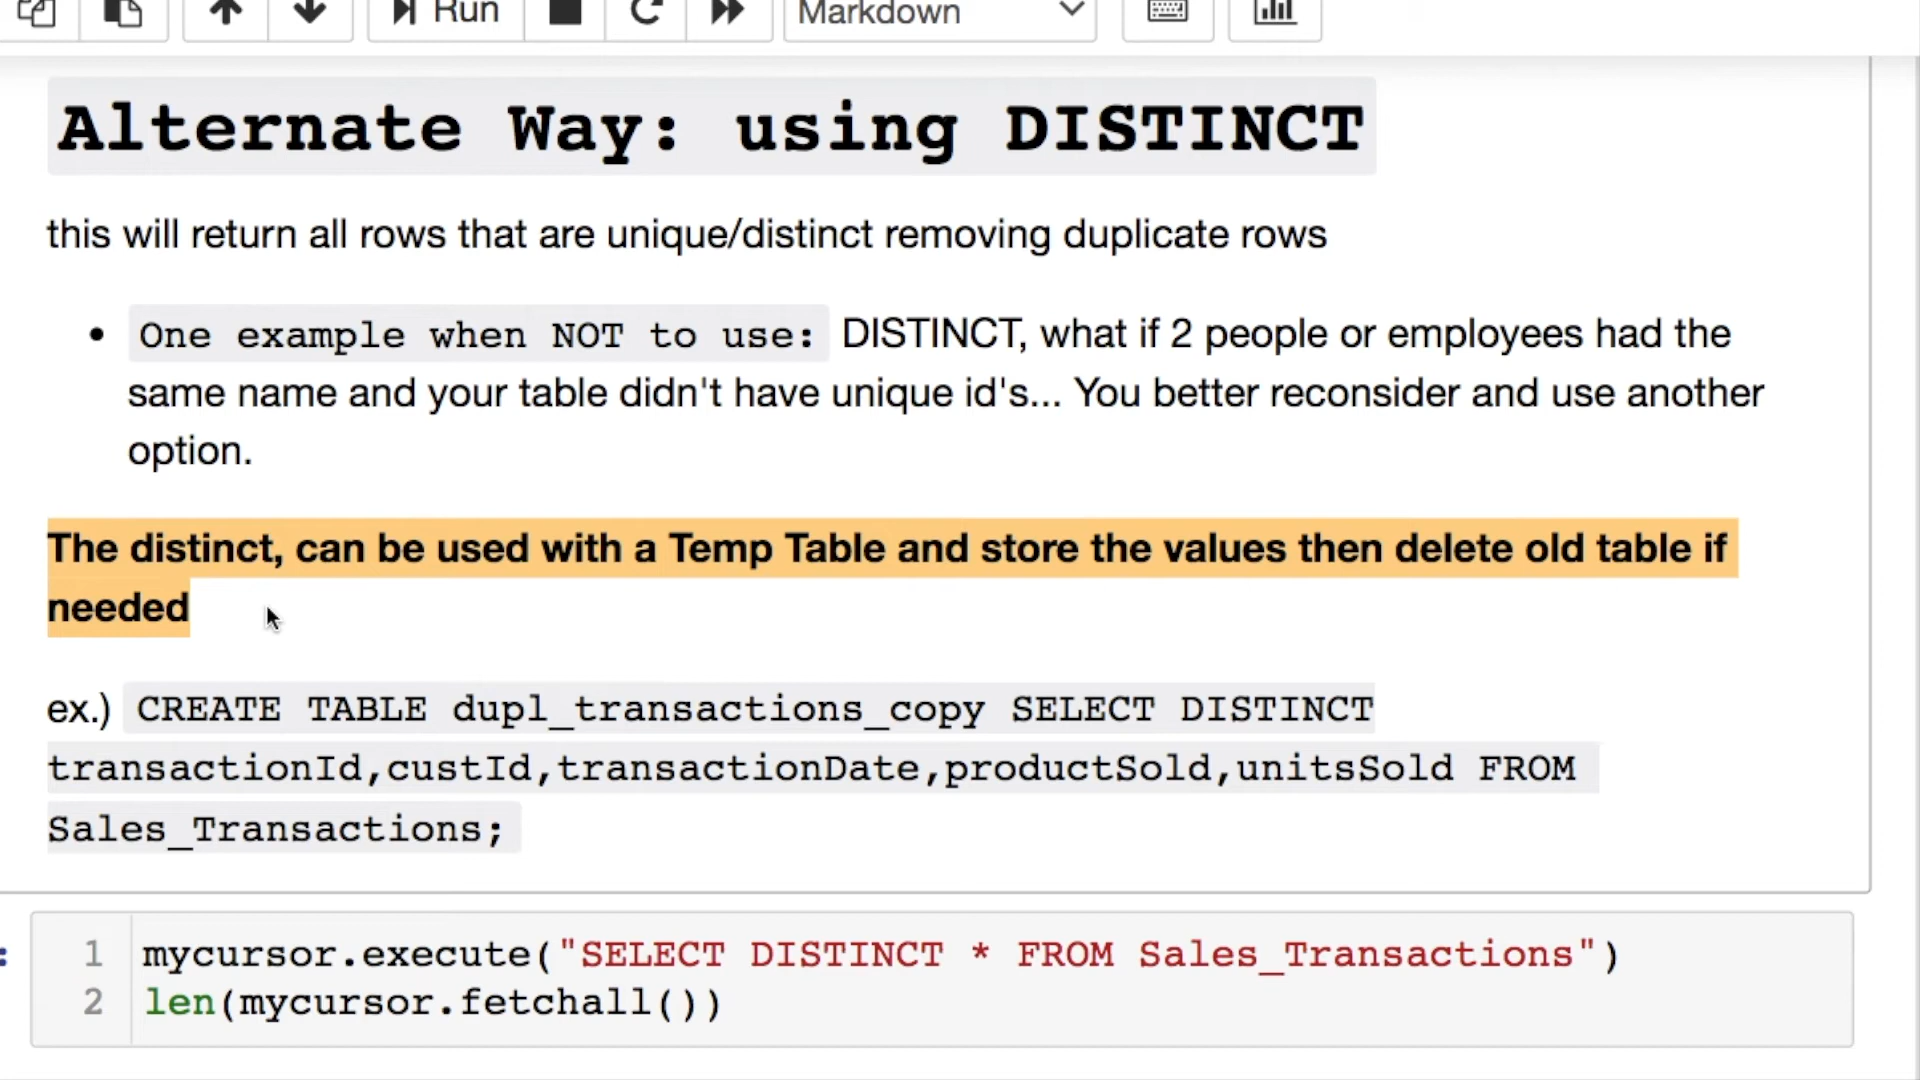 Run
Markdown
Alternate Way: using DISTINCT
this will return all rows that are unique/distinct removing duplicate rows
• One example when NOT to use: DISTINCT, what if 2 people or employees had the
same name and your table didn't have unique id's... You better reconsider and use another
option.
The distinct, can be used with a Temp Table and store the values then delete old table if
needed
ex.) CREATE TABLE dupl_transactions_copy SELECT DISTINCT
transactionId,custId,transactionDate,productSold,unitsSold FROM
Sales_Transactions;
:
1 mycursor.execute("SELECT DISTINCT * FROM Sales_Transactions")
2 len(mycursor.fetchall())